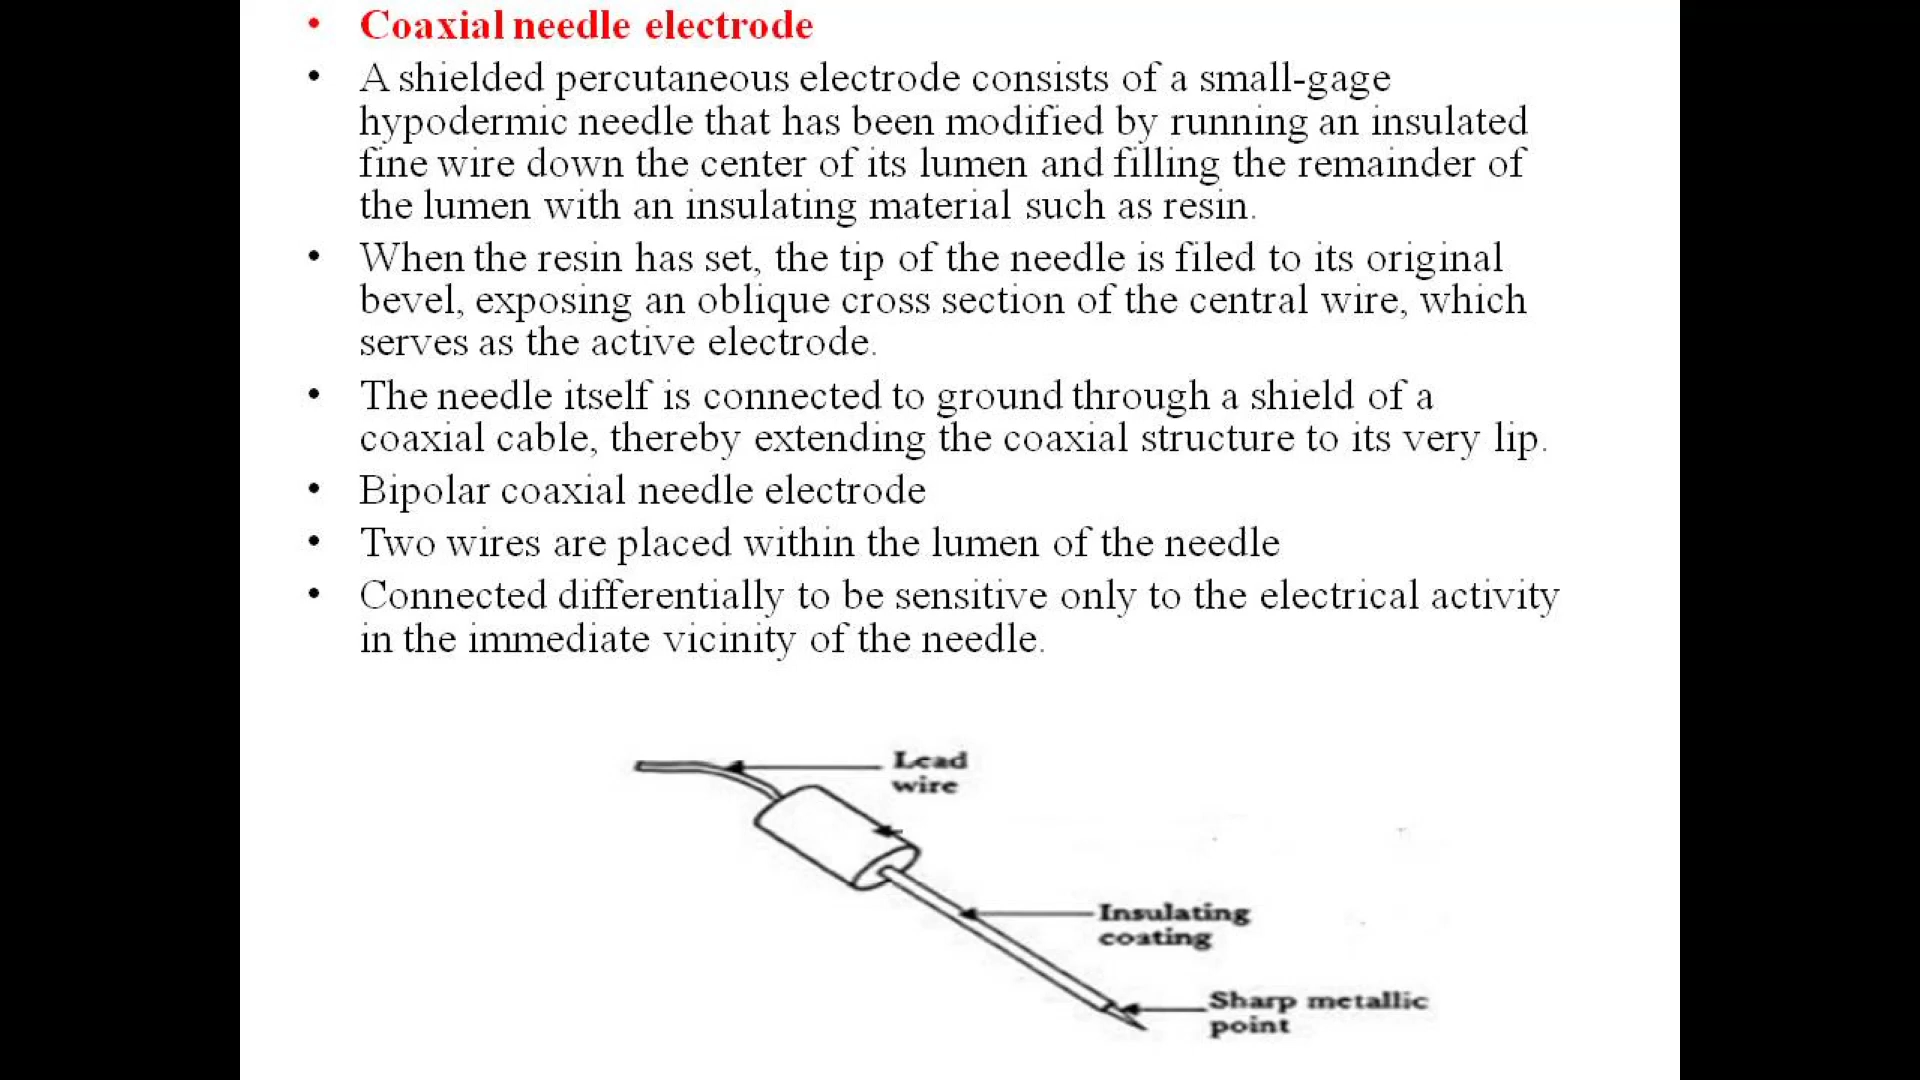 • Coaxial needle electrode
• A shielded percutaneous electrode consists of a small-gage
hypodermic needle that has been modified by running an insulated
fine wire down the center of its lumen and filling the remainder of
the lumen with an insulating material such as resin.
• When the resin has set, the tip of the needle is filed to its original
bevel, exposing an oblique cross section of the central wire, which
serves as the active electrode.
• The needle itself is connected to ground through a shield of a
coaxial cable, thereby extending the coaxial structure to its very lip.
• Bipolar coaxial needle electrode
• Two wires are placed within the lumen of the needle
• Connected differentially to be sensitive only to the electrical activity
in the immediate vicinity of the needle.
Lead
wire
Insulating
coating
Sharp metallic
point